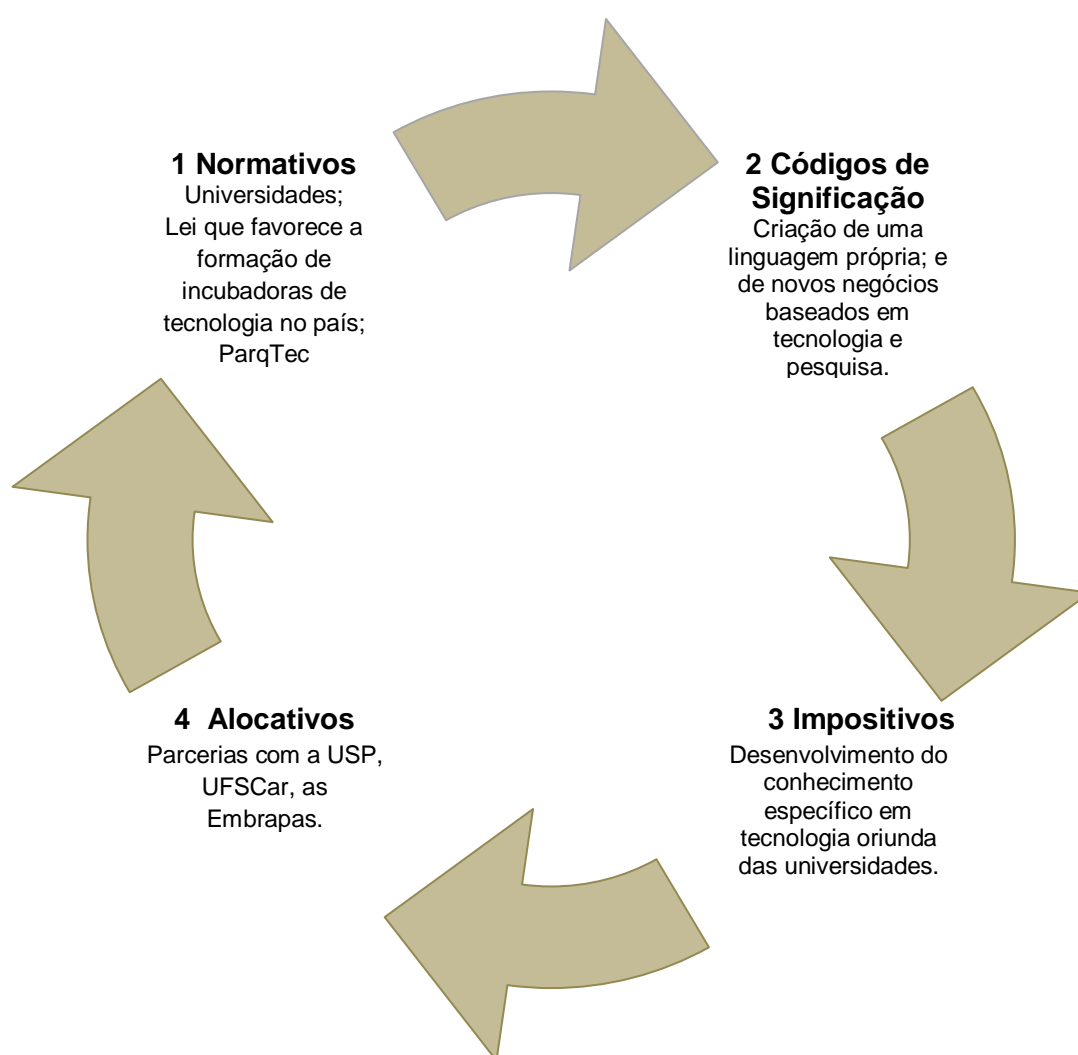 1 Normativos
Universidades;
Lei que favorece a
formação de
incubadoras de
tecnologia no país;
ParqTec
2 Códigos de
Significação
Criação de uma
linguagem própria; e
de novos negócios
baseados em
tecnologia e
pesquisa.
3 Impositivos
Desenvolvimento do
conhecimento
específico em
tecnologia oriunda
das universidades.
4 Alocativos
Parcerias com a USP,
UFSCar, as
Embrapas.